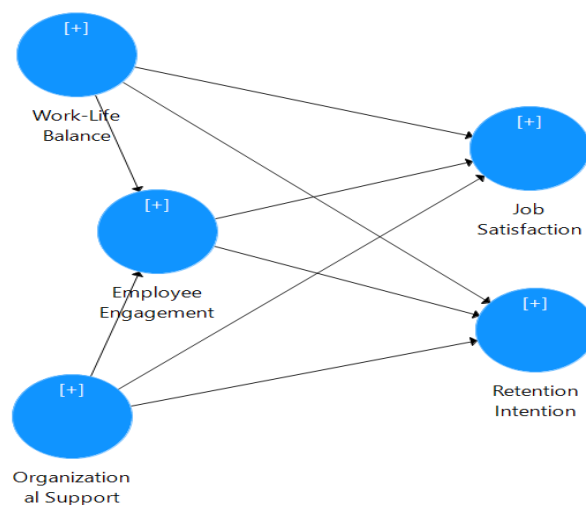 [+]
Work-Life
Balance
[+]
Job
Satisfaction
[+]
Employee
Engagement
[+]
Retention
Intention
[+]
Organization
al Support